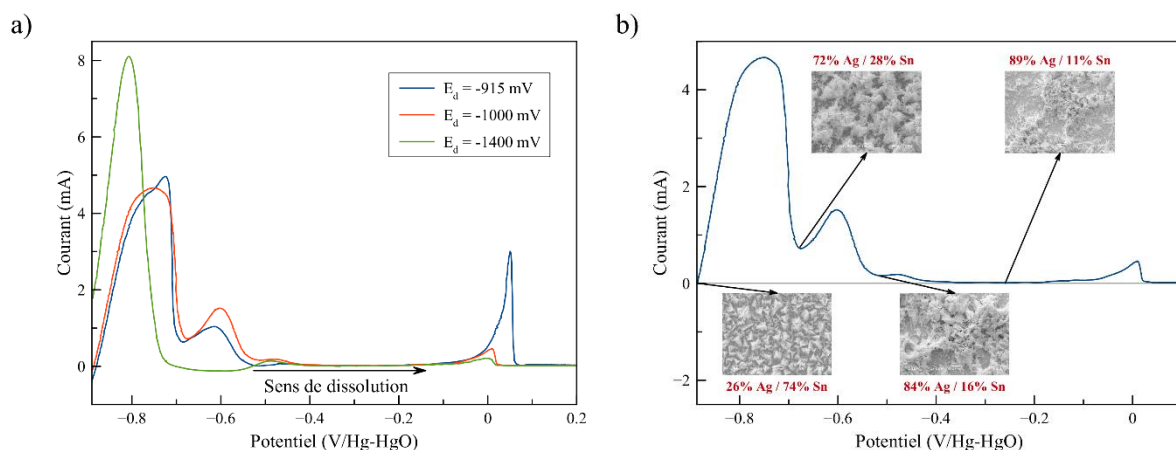 a)
8
6
4
2
0
Courant (mA)
E_d = -915 mV
E_d = -1000 mV
E_d = -1400 mV
Sens de dissolution
−0.8
−0.6
−0.4
−0.2
0
0.2
Potentiel (V/Hg-HgO)
b)
4
2
0
−2
Courant (mA)
72% Ag / 28% Sn
89% Ag / 11% Sn
26% Ag / 74% Sn
84% Ag / 16% Sn
−0.8
−0.6
−0.4
−0.2
0
Potentiel (V/Hg-HgO)